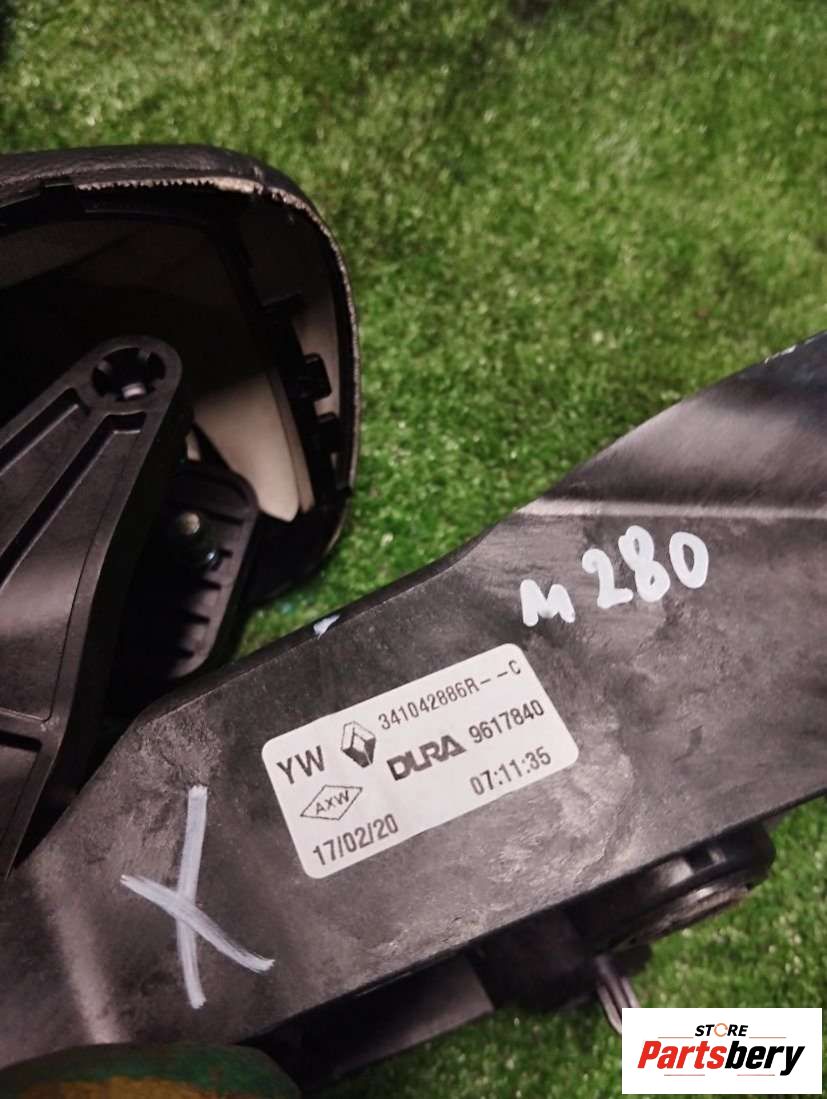 M 280
YW 341042886R--C
DURA 9617840
AXW
17/02/20 07:11:35
X
STORE
Partsbery